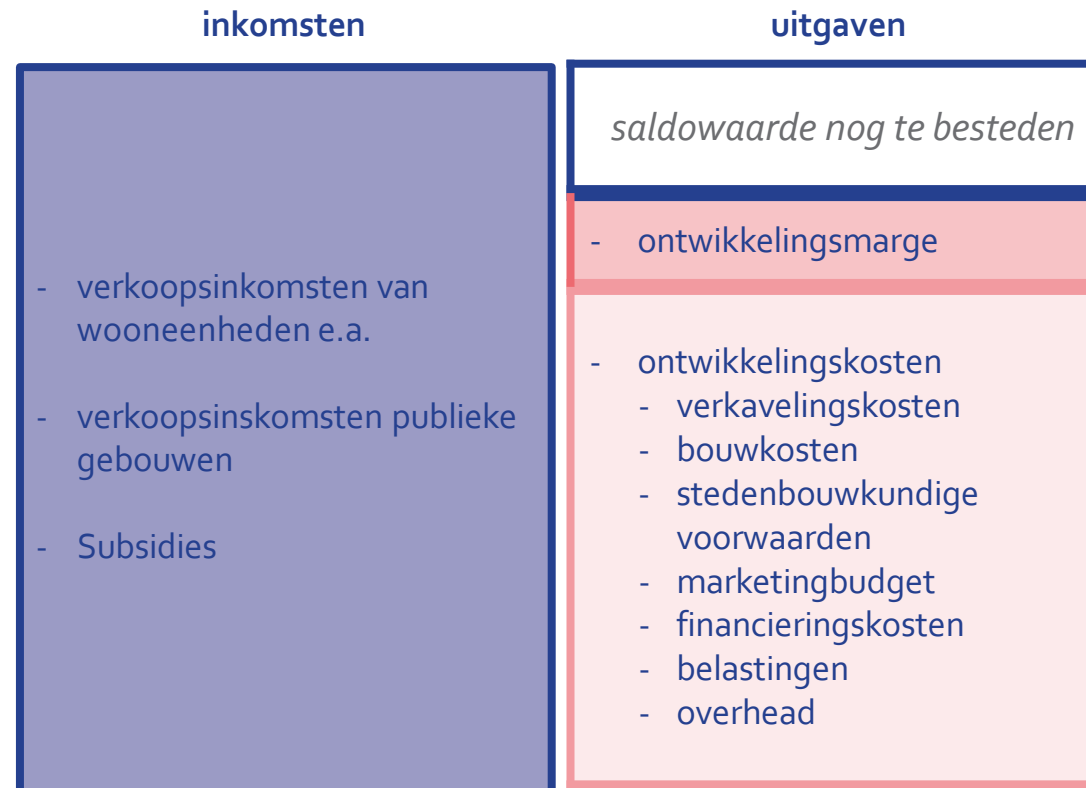 inkomsten
- verkoopsinkomsten van
wooneenheden e.a.
- verkoopsinskomsten publieke
gebouwen
- Subsidies
uitgaven
saldowaarde nog te besteden
- ontwikkelingsmarge
- ontwikkelingskosten
- verkavelingskosten
- bouwkosten
- stedenbouwkundige
voorwaarden
- marketingbudget
- financieringskosten
- belastingen
- overhead